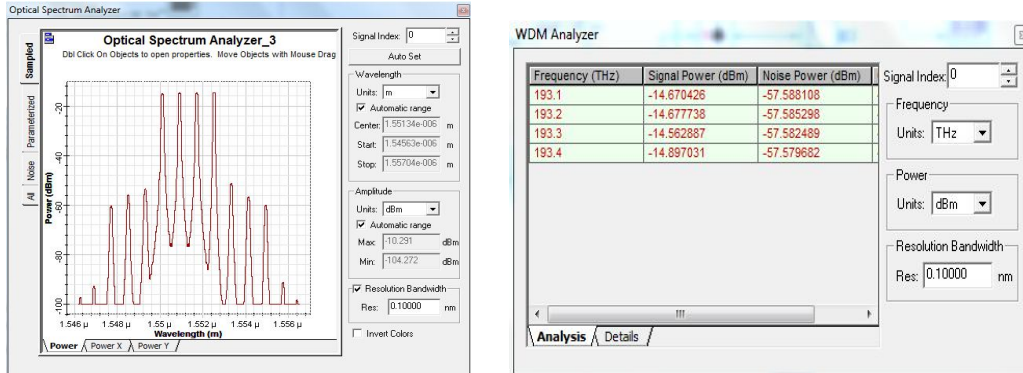 Optical Spectrum Analyzer
Signal Index: 0
Auto Set
Optical Spectrum Analyzer_3
Dbl Click On Objects to open properties. Move Objects with Mouse Drag
Sampled
Parameterized
Noise
All
Power (dBm)
-20
-40
-60
-80
-100
1.546 µ 1.548 µ 1.55 µ 1.552 µ 1.554 µ 1.556 µ
Wavelength (m)
Power Power X Power Y
Wavelength
Units: m
Automatic range
Center: 1.55134e-006 m
Start: 1.54563e-006 m
Stop: 1.55704e-006 m
Amplitude
Units: dBm
Automatic range
Max: -10.291 dBm
Min: -104.272 dBm
Resolution Bandwidth
Res: 0.10000 nm
Invert Colors
WDM Analyzer
Frequency (THz) Signal Power (dBm) Noise Power (dBm)
193.1 -14.670426 -57.588108
193.2 -14.677738 -57.585298
193.3 -14.562887 -57.582489
193.4 -14.897031 -57.579682
Analysis Details
Signal Index: 0
Frequency
Units: THz
Power
Units: dBm
Resolution Bandwidth
Res: 0.10000 nm